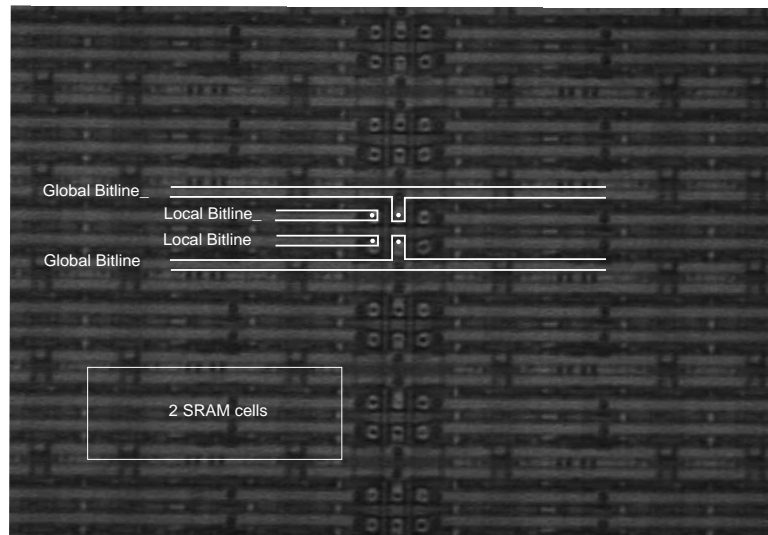 Global Bitline_
Local Bitline_
Local Bitline
Global Bitline
2 SRAM cells